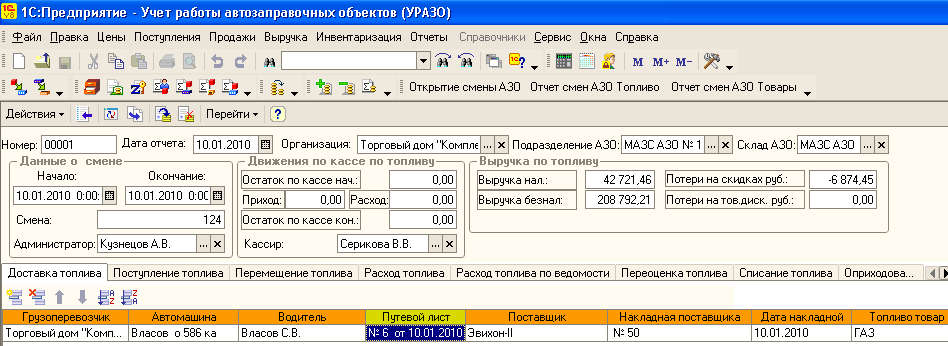 1С:Предприятие - Учет работы автозаправочных объектов (УРАЗО)
Файл Правка Цены Поступления Продажи Выручка Инвентаризация Отчеты Справочники Сервис Окна Справка
M M+ M-
Открытие смены АЗО Отчет смен АЗО Топливо Отчет смен АЗО Товары
Действия Перейти
Номер: 00001 Дата отчета: 10.01.2010 Организация: Торговый дом "Компле Подразделение АЗО: МАЗС АЗО № 1 Склад АЗО: МАЗС АЗО
Данные о смене Движения по кассе по топливу Выручка по топливу
Начало: Окончание: Остаток по кассе нач.: 0,00 Выручка нал.: 42 721,46 Потери на скидках руб.: -6 874,45
10.01.2010 0:00: 10.01.2010 0:00 Приход: 0,00 Расход: 0,00 Выручка безнал: 208 792,21 Потери на тов.диск. руб.: 0,00
Смена: 124 Остаток по кассе кон.: 0,00
Администратор: Кузнецов А.В. Кассир: Серикова В.В.
Доставка топлива Поступление топлива Перемещение топлива Расход топлива Расход топлива по ведомости Переоценка топлива Списание топлива Оприходова...
Грузоперевозчик Автомашина Водитель Путевой лист Поставщик Накладная поставщика Дата накладной Топливо товар
Торговый дом "Комп... Власов о 586 ка Власов С.В. № 6 от 10.01.2010 Эвихон-II № 50 10.01.2010 ГАЗ